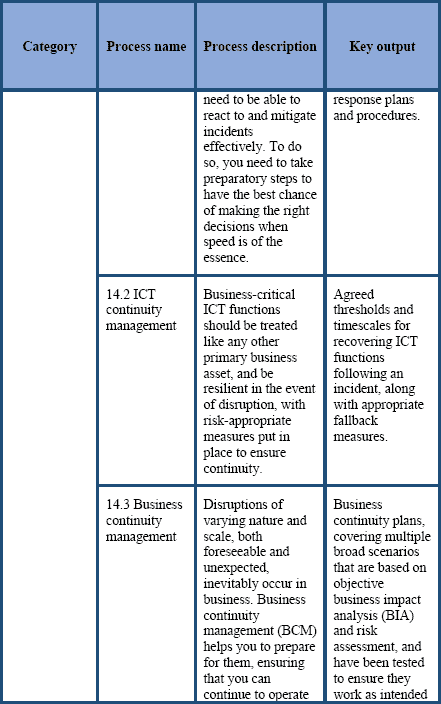 Category
Process name
Process description
Key output
need to be able to
react to and mitigate
incidents
effectively. To do
so, you need to take
preparatory steps to
have the best chance
of making the right
decisions when
speed is of the
essence.
response plans
and procedures.
14.2 ICT
continuity
management
Business-critical
ICT functions
should be treated
like any other
primary business
asset, and be
resilient in the event
of disruption, with
risk-appropriate
measures put in
place to ensure
continuity.
Agreed
thresholds and
timescales for
recovering ICT
functions
following an
incident, along
with appropriate
fallback
measures.
14.3 Business
continuity
management
Disruptions of
varying nature and
scale, both
foreseeable and
unexpected,
inevitably occur in
business. Business
continuity
management (BCM)
helps you to prepare
for them, ensuring
that you can
continue to operate
Business
continuity plans,
covering multiple
broad scenarios
that are based on
objective
business impact
analysis (BIA)
and risk
assessment, and
have been tested
to ensure they
work as intended